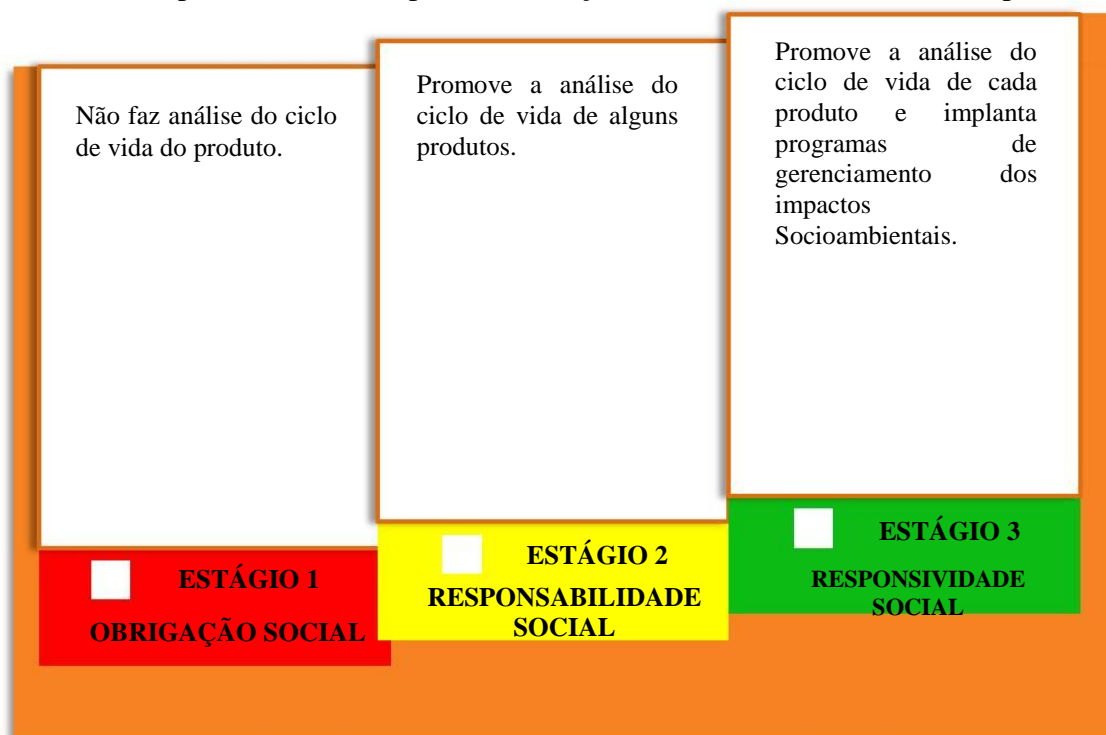 Não faz análise do ciclo
de vida do produto.
ESTÁGIO 1
OBRIGAÇÃO SOCIAL
Promove a análise do
ciclo de vida de alguns
produtos.
ESTÁGIO 2
RESPONSABILIDADE
SOCIAL
Promove a análise do
ciclo de vida de cada
produto e implanta
programas de
gerenciamento dos
impactos
Socioambientais.
ESTÁGIO 3
RESPONSIVIDADE
SOCIAL